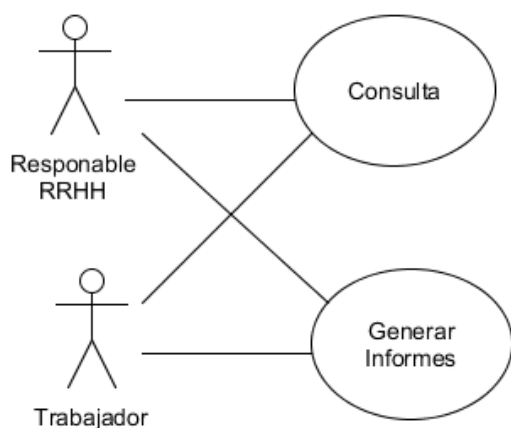 Consulta
Responable
RRHH
Generar
Informes
Trabajador